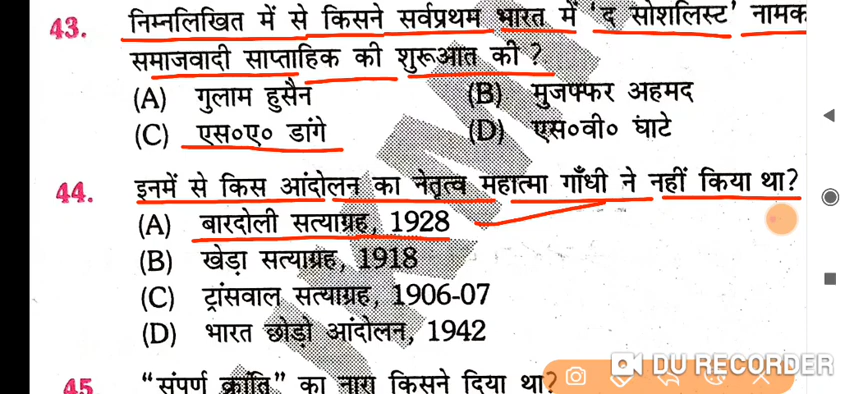 43. निम्नलिखित में से किसने सर्वप्रथम भारत में 'द सोशलिस्ट' नामक
समाजवादी साप्ताहिक की शुरूआत की ?
(A) गुलाम हुसैन (B) मुजफ्फर अहमद
(C) एस०ए० डांगे (D) एस०वी० घाटे
44. इनमें से किस आंदोलन का नेतृत्व महात्मा गाँधी ने नहीं किया था?
(A) बारदोली सत्याग्रह, 1928
(B) खेड़ा सत्याग्रह, 1918
(C) ट्रांसवाल सत्याग्रह, 1906-07
(D) भारत छोड़ो आंदोलन, 1942
DU RECORDER
45. "संपूर्ण क्रांति" का नारा किसने दिया था?